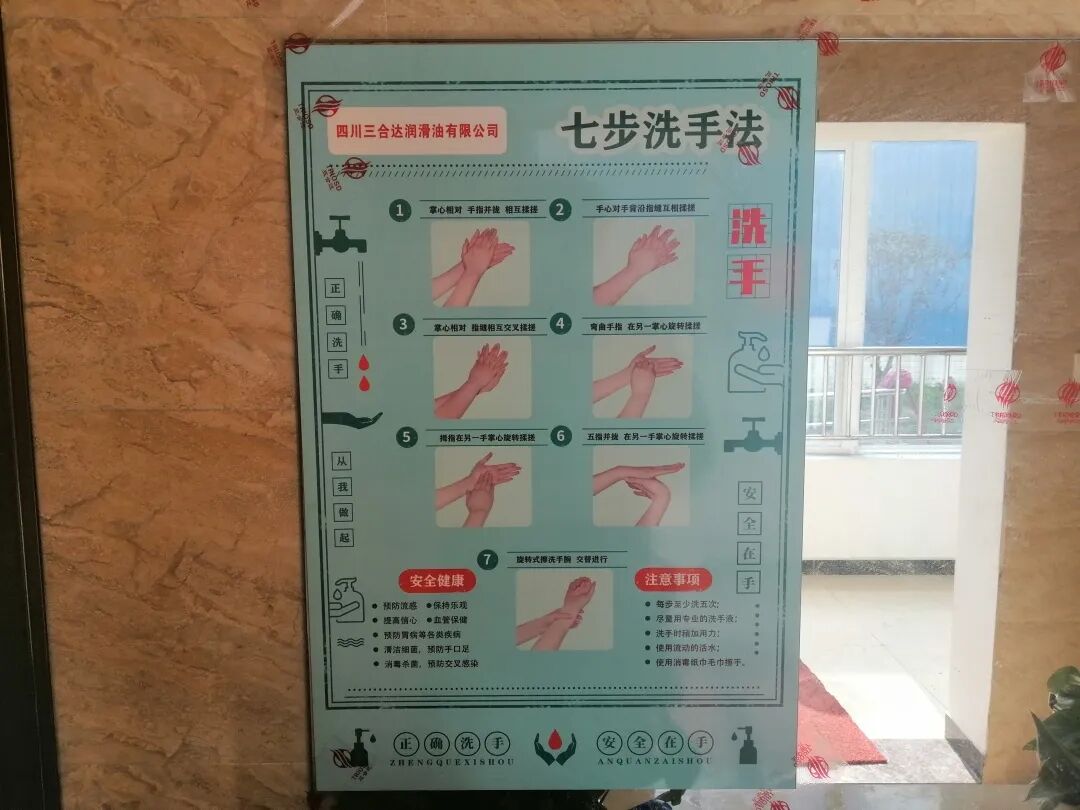 四川三合达润滑油有限公司
七步洗手法
洗手
正确洗手
从我做起
1 掌心相对 手指并拢 相互揉搓
2 手心对手背沿指缝互相揉搓
3 掌心相对 指缝相互交叉揉搓
4 弯曲手指 在另一掌心旋转揉搓
5 拇指在另一手掌心旋转揉搓
6 五指并拢 在另一手掌旋转揉搓
7 旋转式擦洗手腕 交替进行
安全在手
安全健康
预防流感 保持乐观
提高信心 血管保健
预防胃病等各类疾病
清洁细菌，预防手口足
消毒杀菌，预防交叉感染
注意事项
每步至少洗五次；
尽量用专业的洗手液；
洗手时稍加用力；
使用流动的活水；
使用消毒纸巾毛巾擦手。
正确洗手
ZHENGQUEXISHOU
安全在手
ANQUANZAISHOU